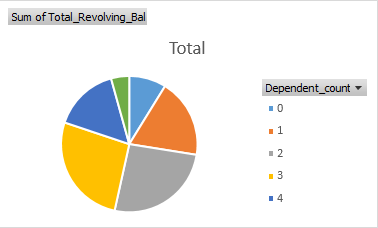 Sum of Total_Revolving_Bal
Total
Dependent_count
0
1
2
3
4